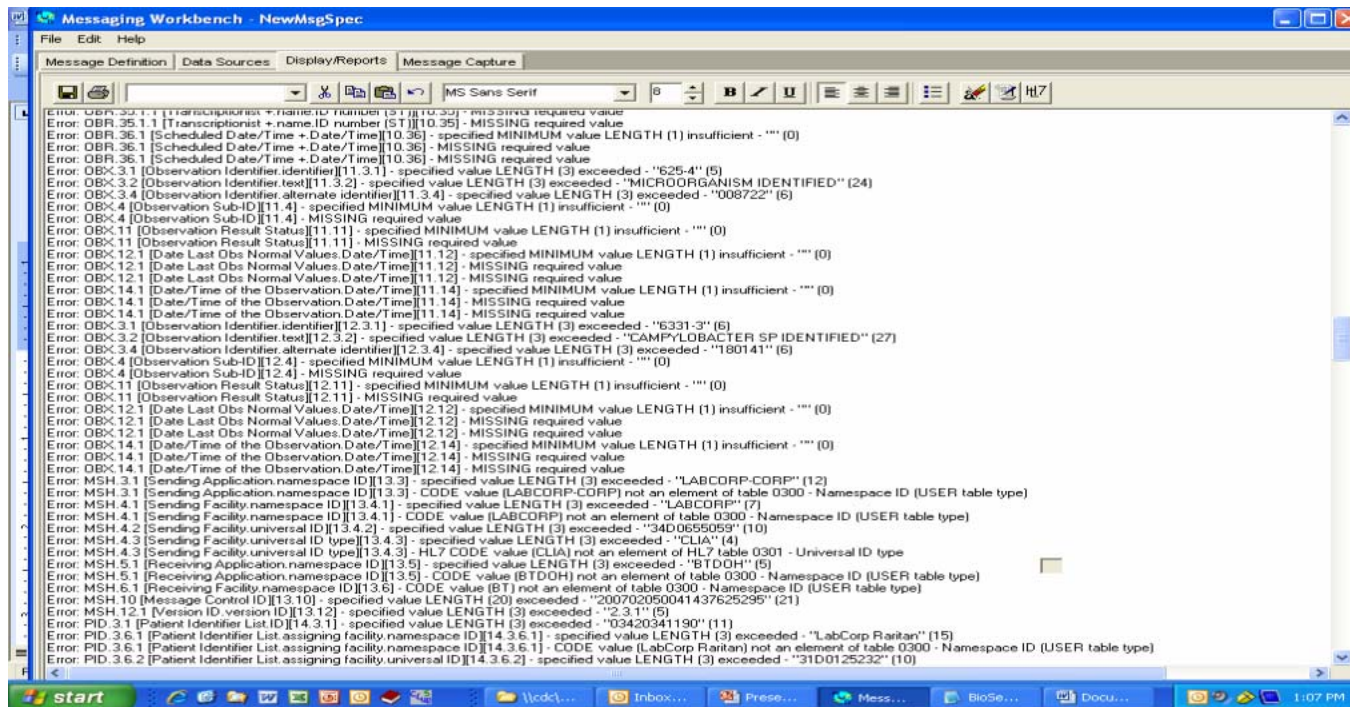 Messaging Workbench - NewMsgSpec
File Edit Help
Message Definition Data Sources Display/Reports Message Capture
MS Sans Serif 8 B I U HL7
Error: OBR.35.1.1 [Transcriptionist +.name.ID number (ST)][10.35] - MISSING required value
Error: OBR.35.1.1 [Transcriptionist +.name.ID number (ST)][10.35] - MISSING required value
Error: OBR.36.1 [Scheduled Date/Time +.Date/Time][10.36] - specified MINIMUM value LENGTH (1) insufficient - "" (0)
Error: OBR.36.1 [Scheduled Date/Time +.Date/Time][10.36] - MISSING required value
Error: OBR.36.1 [Scheduled Date/Time +.Date/Time][10.36] - MISSING required value
Error: OBX.3.1 [Observation Identifier.identifier][11.3.1] - specified value LENGTH (3) exceeded - "625-4" (5)
Error: OBX.3.2 [Observation Identifier.text][11.3.2] - specified value LENGTH (3) exceeded - "MICROORGANISM IDENTIFIED" (24)
Error: OBX.3.4 [Observation Identifier.alternate identifier][11.3.4] - specified value LENGTH (3) exceeded - "008722" (6)
Error: OBX.4 [Observation Sub-ID][11.4] - specified MINIMUM value LENGTH (1) insufficient - "" (0)
Error: OBX.4 [Observation Sub-ID][11.4] - MISSING required value
Error: OBX.11 [Observation Result Status][11.11] - specified MINIMUM value LENGTH (1) insufficient - "" (0)
Error: OBX.11 [Observation Result Status][11.11] - MISSING required value
Error: OBX.12.1 [Date Last Obs Normal Values.Date/Time][11.12] - specified MINIMUM value LENGTH (1) insufficient - "" (0)
Error: OBX.12.1 [Date Last Obs Normal Values.Date/Time][11.12] - MISSING required value
Error: OBX.12.1 [Date Last Obs Normal Values.Date/Time][11.12] - MISSING required value
Error: OBX.14.1 [Date/Time of the Observation.Date/Time][11.14] - specified MINIMUM value LENGTH (1) insufficient - "" (0)
Error: OBX.14.1 [Date/Time of the Observation.Date/Time][11.14] - MISSING required value
Error: OBX.14.1 [Date/Time of the Observation.Date/Time][11.14] - MISSING required value
Error: OBX.3.1 [Observation Identifier.identifier][12.3.1] - specified value LENGTH (3) exceeded - "6331-3" (6)
Error: OBX.3.2 [Observation Identifier.text][12.3.2] - specified value LENGTH (3) exceeded - "CAMPYLOBACTER SP IDENTIFIED" (27)
Error: OBX.3.4 [Observation Identifier.alternate identifier][12.3.4] - specified value LENGTH (3) exceeded - "180141" (6)
Error: OBX.4 [Observation Sub-ID][12.4] - specified MINIMUM value LENGTH (1) insufficient - "" (0)
Error: OBX.4 [Observation Sub-ID][12.4] - MISSING required value
Error: OBX.11 [Observation Result Status][12.11] - specified MINIMUM value LENGTH (1) insufficient - "" (0)
Error: OBX.11 [Observation Result Status][12.11] - MISSING required value
Error: OBX.12.1 [Date Last Obs Normal Values.Date/Time][12.12] - specified MINIMUM value LENGTH (1) insufficient - "" (0)
Error: OBX.12.1 [Date Last Obs Normal Values.Date/Time][12.12] - MISSING required value
Error: OBX.12.1 [Date Last Obs Normal Values.Date/Time][12.12] - MISSING required value
Error: OBX.14.1 [Date/Time of the Observation.Date/Time][12.14] - specified MINIMUM value LENGTH (1) insufficient - "" (0)
Error: OBX.14.1 [Date/Time of the Observation.Date/Time][12.14] - MISSING required value
Error: OBX.14.1 [Date/Time of the Observation.Date/Time][12.14] - MISSING required value
Error: MSH.3.1 [Sending Application.namespace ID][13.3] - specified value LENGTH (3) exceeded - "LABCORP-CORP" (12)
Error: MSH.3.1 [Sending Application.namespace ID][13.3] - CODE value (LABCORP-CORP) not an element of table 0300 - Namespace ID (USER table type)
Error: MSH.4.1 [Sending Facility.namespace ID][13.4.1] - specified value LENGTH (3) exceeded - "LABCORP" (7)
Error: MSH.4.1 [Sending Facility.namespace ID][13.4.1] - CODE value (LABCORP) not an element of table 0300 - Namespace ID (USER table type)
Error: MSH.4.2 [Sending Facility.universal ID][13.4.2] - specified value LENGTH (3) exceeded - "34D0655059" (10)
Error: MSH.4.3 [Sending Facility.universal ID type][13.4.3] - specified value LENGTH (3) exceeded - "CLIA" (4)
Error: MSH.4.3 [Sending Facility.universal ID type][13.4.3] - HL7 CODE value (CLIA) not an element of HL7 table 0301 - Universal ID type
Error: MSH.5.1 [Receiving Application.namespace ID][13.5] - specified value LENGTH (3) exceeded - "BTDOH" (5)
Error: MSH.5.1 [Receiving Application.namespace ID][13.5] - CODE value (BTDOH) not an element of table 0300 - Namespace ID (USER table type)
Error: MSH.6.1 [Receiving Facility.namespace ID][13.6] - CODE value (BT) not an element of table 0300 - Namespace ID (USER table type)
Error: MSH.10 [Message Control ID][13.10] - specified value LENGTH (20) exceeded - "200702050041437625295" (21)
Error: MSH.12.1 [Version ID.version ID][13.12] - specified value LENGTH (3) exceeded - "2.3.1" (5)
Error: PID.3.1 [Patient Identifier List.ID][14.3.1] - specified value LENGTH (3) exceeded - "03420341190" (11)
Error: PID.3.6.1 [Patient Identifier List.assigning facility.namespace ID][14.3.6.1] - specified value LENGTH (3) exceeded - "LabCorp Raritan" (15)
Error: PID.3.6.1 [Patient Identifier List.assigning facility.namespace ID][14.3.6.1] - CODE value (LabCorp Raritan) not an element of table 0300 - Namespace ID (USER table type)
Error: PID.3.6.2 [Patient Identifier List.assigning facility.universal ID][14.3.6.2] - specified value LENGTH (3) exceeded - "31D0125232" (10)
start \\cdc\... Inbox... Prese... Mess... BioSe... Docu... 1:07 PM